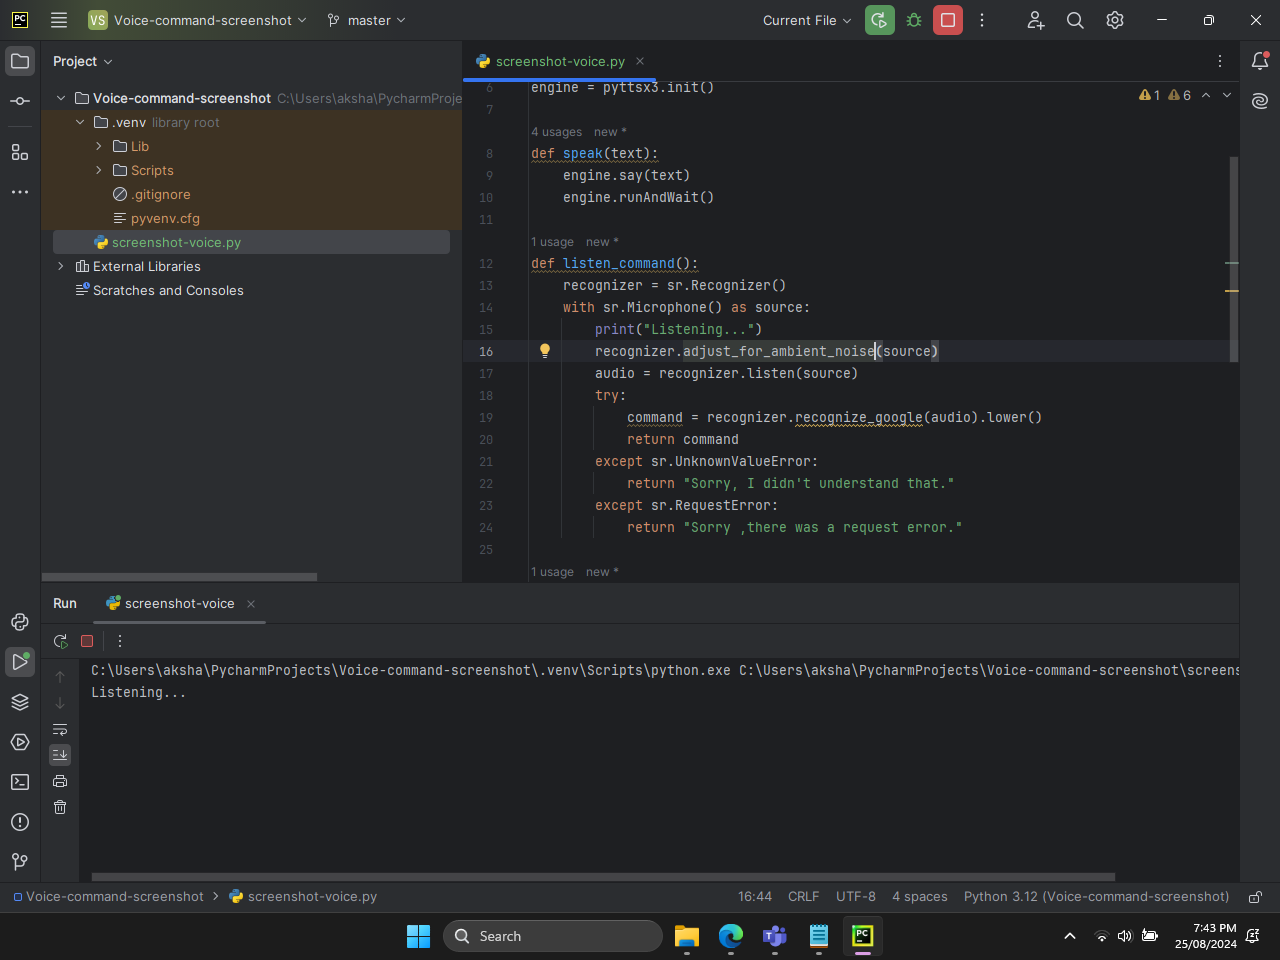 PC
VS Voice-command-screenshot master Current File
Project
screenshot-voice.py
Voice-command-screenshot C:\Users\aksha\PycharmProje
.venv library root
Lib
Scripts
.gitignore
pyvenv.cfg
screenshot-voice.py
External Libraries
Scratches and Consoles
1 6
6 engine = pyttsx3.init()
7
4 usages new *
8 def speak(text):
9 engine.say(text)
10 engine.runAndWait()
11
1 usage new *
12 def listen_command():
13 recognizer = sr.Recognizer()
14 with sr.Microphone() as source:
15 print("Listening...")
16 recognizer.adjust_for_ambient_noise(source)
17 audio = recognizer.listen(source)
18 try:
19 command = recognizer.recognize_google(audio).lower()
20 return command
21 except sr.UnknownValueError:
22 return "Sorry, I didn't understand that."
23 except sr.RequestError:
24 return "Sorry ,there was a request error."
25
1 usage new *
Run screenshot-voice
C:\Users\aksha\PycharmProjects\Voice-command-screenshot\.venv\Scripts\python.exe C:\Users\aksha\PycharmProjects\Voice-command-screenshot\screens
Listening...
Voice-command-screenshot screenshot-voice.py 16:44 CRLF UTF-8 4 spaces Python 3.12 (Voice-command-screenshot)
Search
PC
7:43 PM
25/08/2024